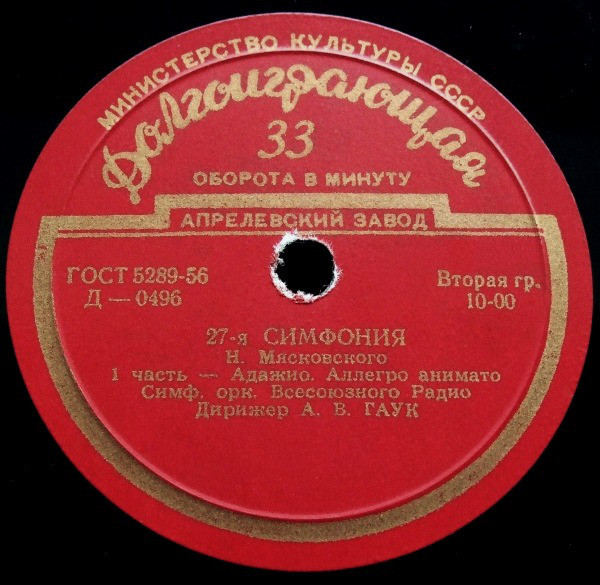 МИНИСТЕРСТВО КУЛЬТУРЫ СССР
Долгоиграющая
33
ОБОРОТА В МИНУТУ
АПРЕЛЕВСКИЙ ЗАВОД
ГОСТ 5289-56
Д — 0496
Вторая гр.
10-00
27-я СИМФОНИЯ
Н. Мясковского
1 часть — Адажио. Аллегро анимато
Симф. орк. Всесоюзного Радио
Дирижер А. В. ГАУК